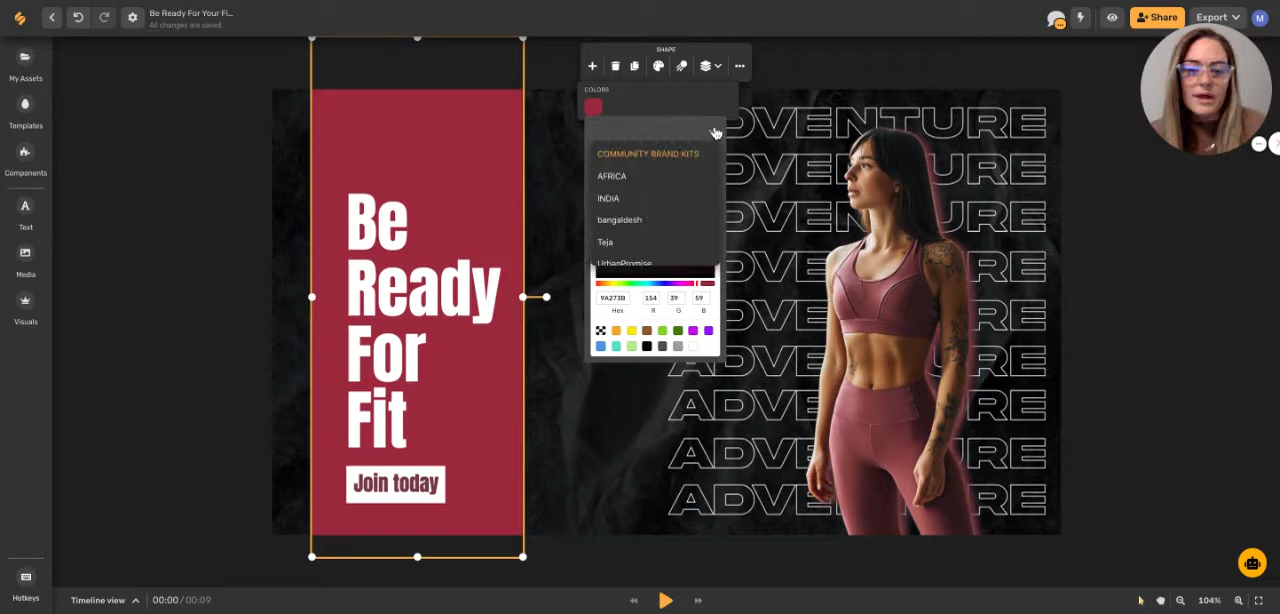 Be Ready For Your Fi...
All changes are saved.
Share
Export
M
My Assets
Templates
Components
Text
Media
Visuals
Hotkeys
SHAPE
COLORS
COMMUNITY BRAND KITS
AFRICA
INDIA
bangaldesh
Teja
UrbanPromise
9A273B
154
39
59
Hex
R
G
B
Be
Ready
For
Fit
Join today
ADVENTURE
ADVENTURE
ADVENTURE
ADVENTURE
ADVENTURE
ADVENTURE
ADVENTURE
ADVENTURE
ADVENTURE
Timeline view
00:00 / 00:09
104%